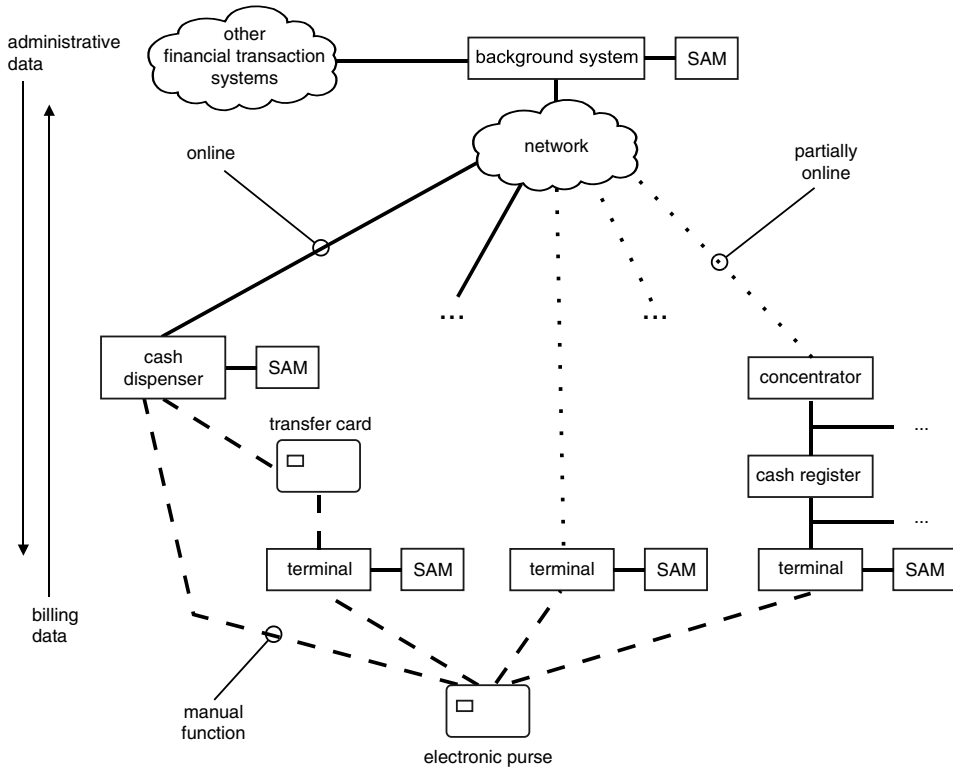 administrative
data
other
financial transaction
systems
background system
SAM
network
online
partially
online
...
...
cash
dispenser
SAM
concentrator
transfer card
...
cash register
...
terminal
SAM
terminal
SAM
terminal
SAM
billing
data
manual
function
electronic purse